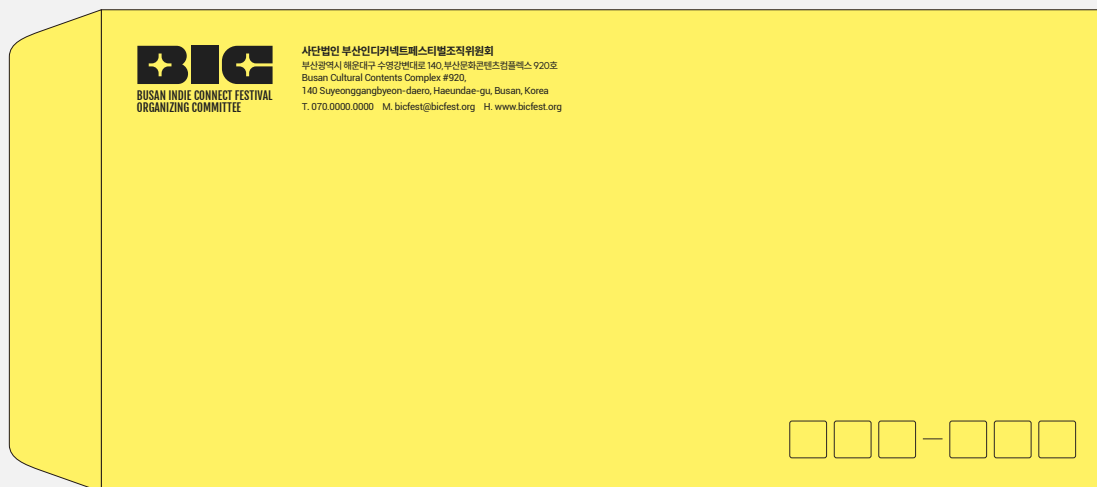 BIC
BUSAN INDIE CONNECT FESTIVAL
ORGANIZING COMMITTEE
사단법인 부산인디커넥트페스티벌조직위원회
부산광역시 해운대구 수영강변대로 140,부산문화콘텐츠컴플렉스 920호
Busan Cultural Contents Complex #920,
140 Suyeonggangbyeon-daero, Haeundae-gu, Busan, Korea
T. 070.0000.0000 M. bicfest@bicfest.org H. www.bicfest.org